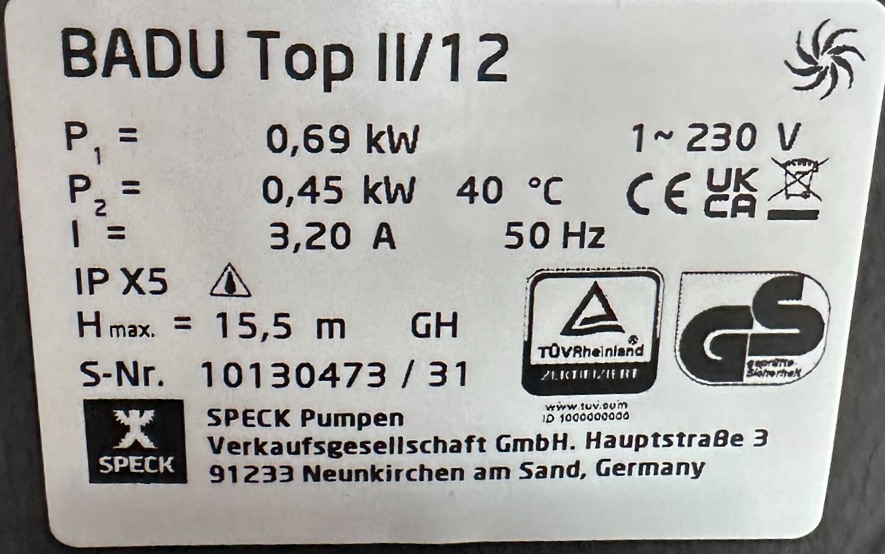 BADU Top II/12
P1 = 0,69 kW 1~ 230 V
P2 = 0,45 kW 40 °C CE UK CA
I = 3,20 A 50 Hz
IP X5
H max. = 15,5 m GH
TÜVRheinland®
ZERTIFIZIERT
GS
geprüfte
Sicherheit
S-Nr. 10130473 / 31
www.tuv.com
ID 1000000000
SPECK
SPECK Pumpen
Verkaufsgesellschaft GmbH. Hauptstraße 3
91233 Neunkirchen am Sand, Germany